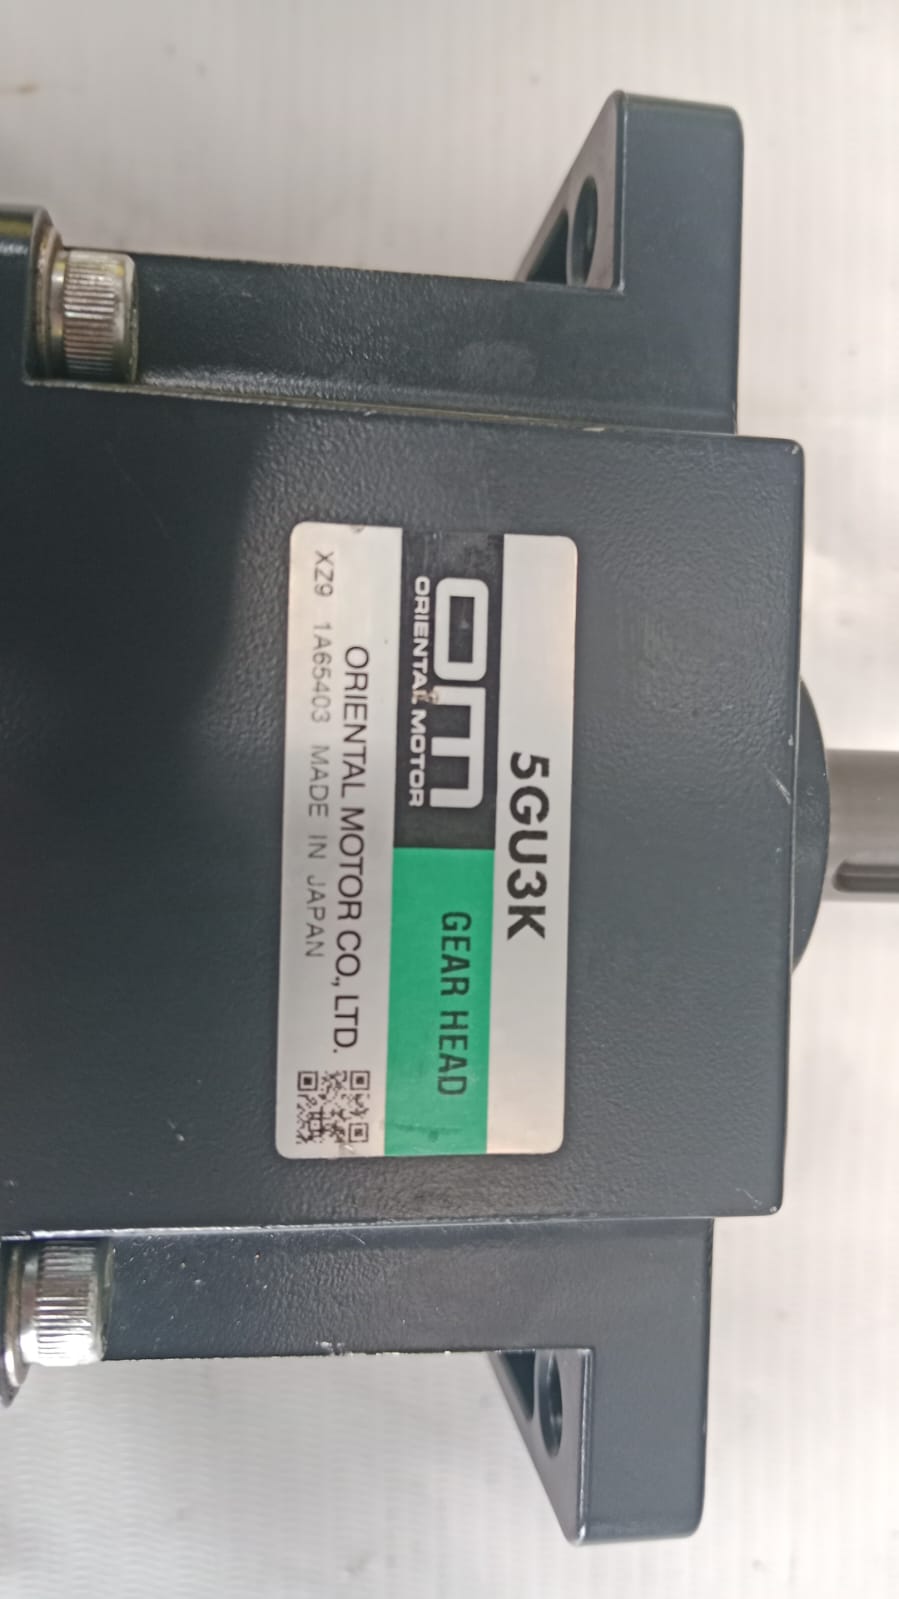 5GU3K
om
ORIENTAL MOTOR
GEAR HEAD
ORIENTAL MOTOR CO., LTD.
XZ9 1A65403 MADE IN JAPAN